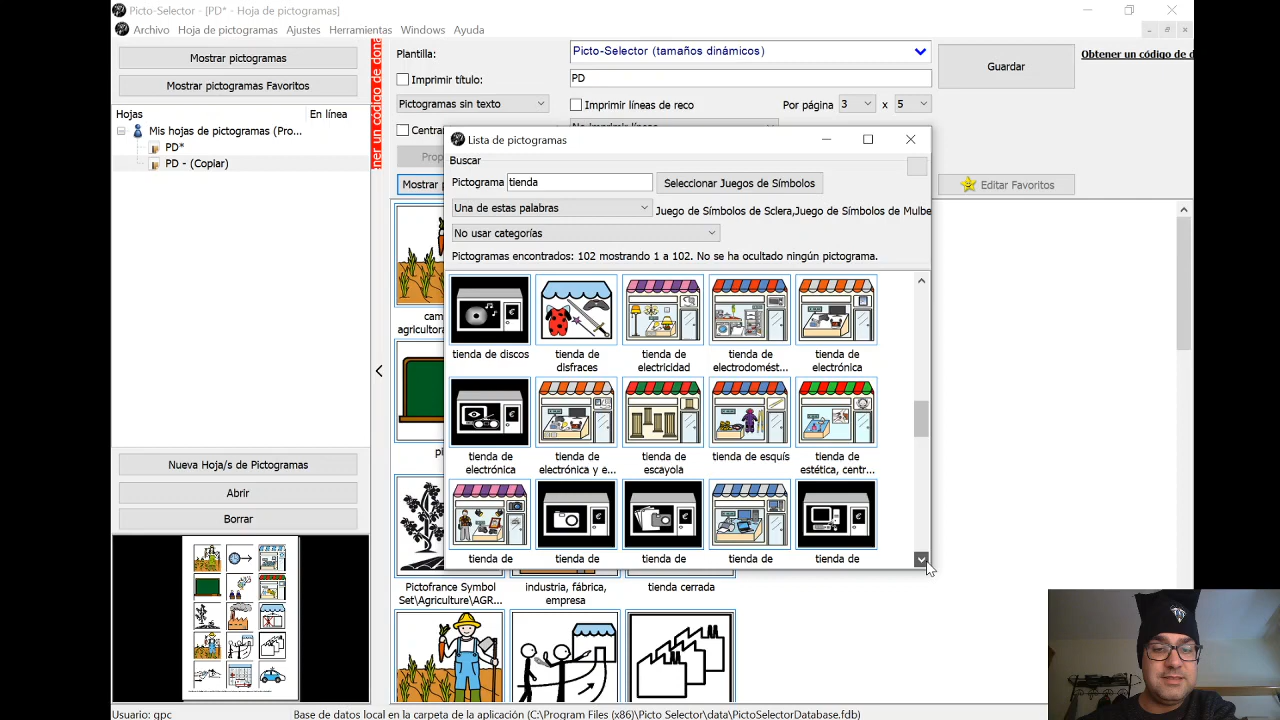 Picto-Selector - [PD* - Hoja de pictogramas]
Archivo Hoja de pictogramas Ajustes Herramientas Windows Ayuda
Mostrar pictogramas
Mostrar pictogramas Favoritos
Hojas En línea
Mis hojas de pictogramas (Pro...
PD*
PD - (Copiar)
Nueva Hoja/s de Pictogramas
Abrir
Borrar
er un código de dona
Plantilla: Picto-Selector (tamaños dinámicos)
Imprimir título: PD
Pictogramas sin texto Imprimir líneas de reco Por página 3 x 5
Guardar
Obtener un código de d
Mostrar
Editar Favoritos
Lista de pictogramas
Buscar
Pictograma tienda Seleccionar Juegos de Símbolos
Una de estas palabras Juego de Símbolos de Sclera,Juego de Símbolos de Mulbe
No usar categorías
Pictogramas encontrados: 102 mostrando 1 a 102. No se ha ocultado ningún pictograma.
tienda de discos
tienda de disfraces
tienda de electricidad
tienda de electrodomést...
tienda de electrónica
tienda de electrónica
tienda de electrónica y e...
tienda de escayola
tienda de esquís
tienda de estética, centr...
tienda de
tienda de
tienda de
tienda de
tienda de
Pictofrance Symbol
Set\Agriculture\AGR...
industria, fábrica,
empresa
tienda cerrada
Usuario: gpc Base de datos local en la carpeta de la aplicación (C:\Program Files (x86)\Picto Selector\data\PictoSelectorDatabase.fdb)